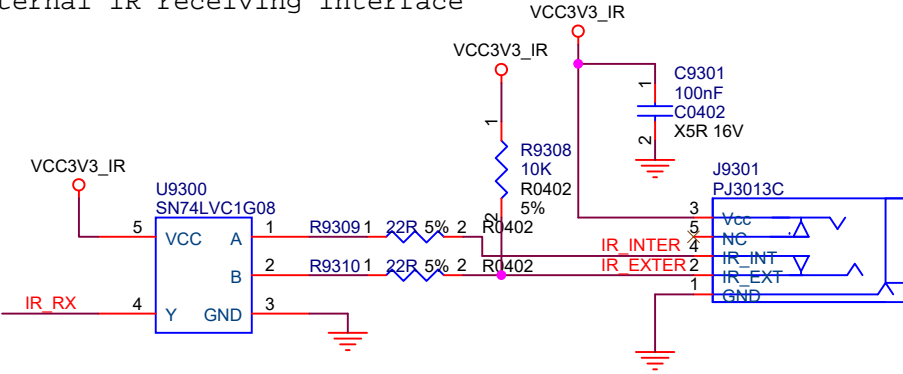 ternal IR receiving interface
VCC3V3_IR
VCC3V3_IR
C9301
1
100nF
C0402
2
X5R 16V
1
R9308
10K
R0402
5%
2
VCC3V3_IR
J9301
PJ3013C
U9300
SN74LVC1G08
3 Vcc
5 VCC A 1 R9309 1 22R 5% 2 R0402
5 NC
IR_INTER 4 IR_INT
B 2 R9310 1 22R 5% 2 R0402
IR_EXTER 2 IR_EXT
1 GND
IR_RX 4 Y GND 3